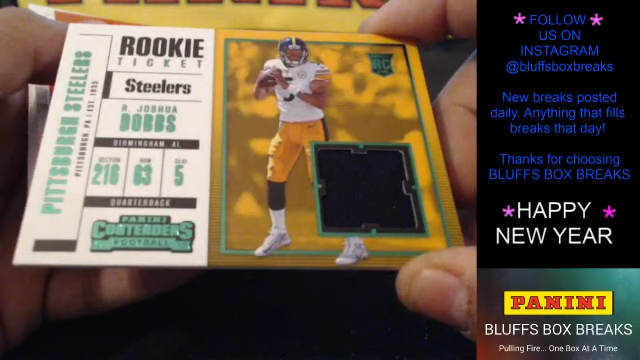 PITTSBURGH STEELERS
PITTSBURGH, PA | EST. 1933
ROOKIE
TICKET
Steelers
R. JOSHUA
DOBBS
BIRMINGHAM AL
SECTION ROW SEAT
216 63 5
QUARTERBACK
PANINI
CONTENDERS
FOOTBALL
RC
5
FOLLOW
US ON
INSTAGRAM
@bluffsboxbreaks
New breaks posted
daily. Anything that fills
breaks that day!
Thanks for choosing
BLUFFS BOX BREAKS
*HAPPY *
NEW YEAR
PANINI
BLUFFS BOX BREAKS
Pulling Fire... One Box At A Time